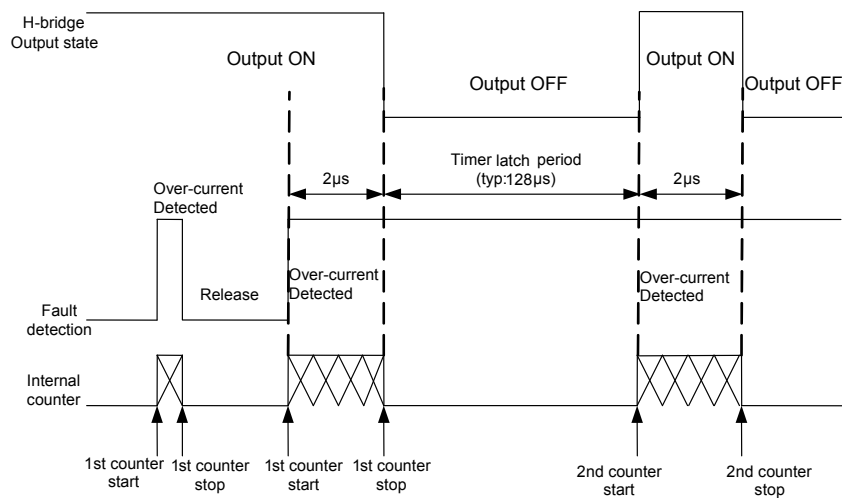 H-bridge
Output state
Output ON
Output OFF
Output ON
Output OFF
2μs
Timer latch period
(typ:128μs)
2μs
Over-current
Detected
Release
Over-current
Detected
Over-current
Detected
Fault
detection
Internal
counter
1st counter
start
1st counter
stop
1st counter
start
1st counter
stop
2nd counter
start
2nd counter
stop